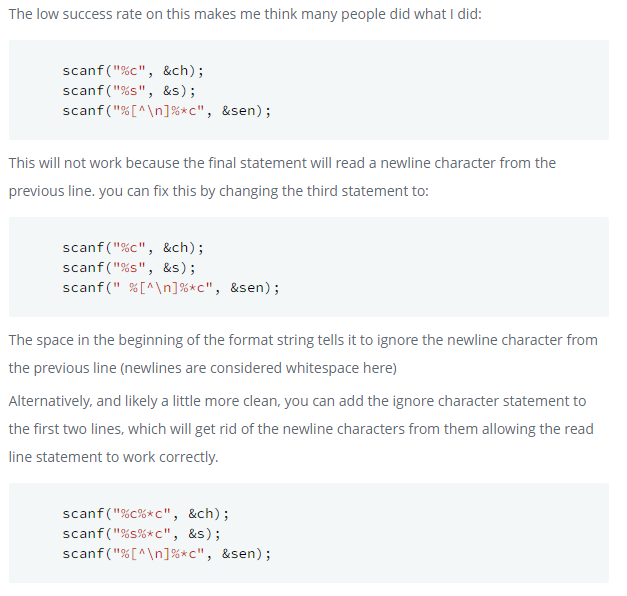 The low success rate on this makes me think many people did what I did:
scanf("%c", &ch);
scanf("%s", &s);
scanf("%[^\n]%*c", &sen);
This will not work because the final statement will read a newline character from the
previous line. you can fix this by changing the third statement to:
scanf("%c", &ch);
scanf("%s", &s);
scanf(" %[^\n]%*c", &sen);
The space in the beginning of the format string tells it to ignore the newline character from
the previous line (newlines are considered whitespace here)
Alternatively, and likely a little more clean, you can add the ignore character statement to
the first two lines, which will get rid of the newline characters from them allowing the read
line statement to work correctly.
scanf("%c%*c", &ch);
scanf("%s%*c", &s);
scanf("%[^\n]%*c", &sen);